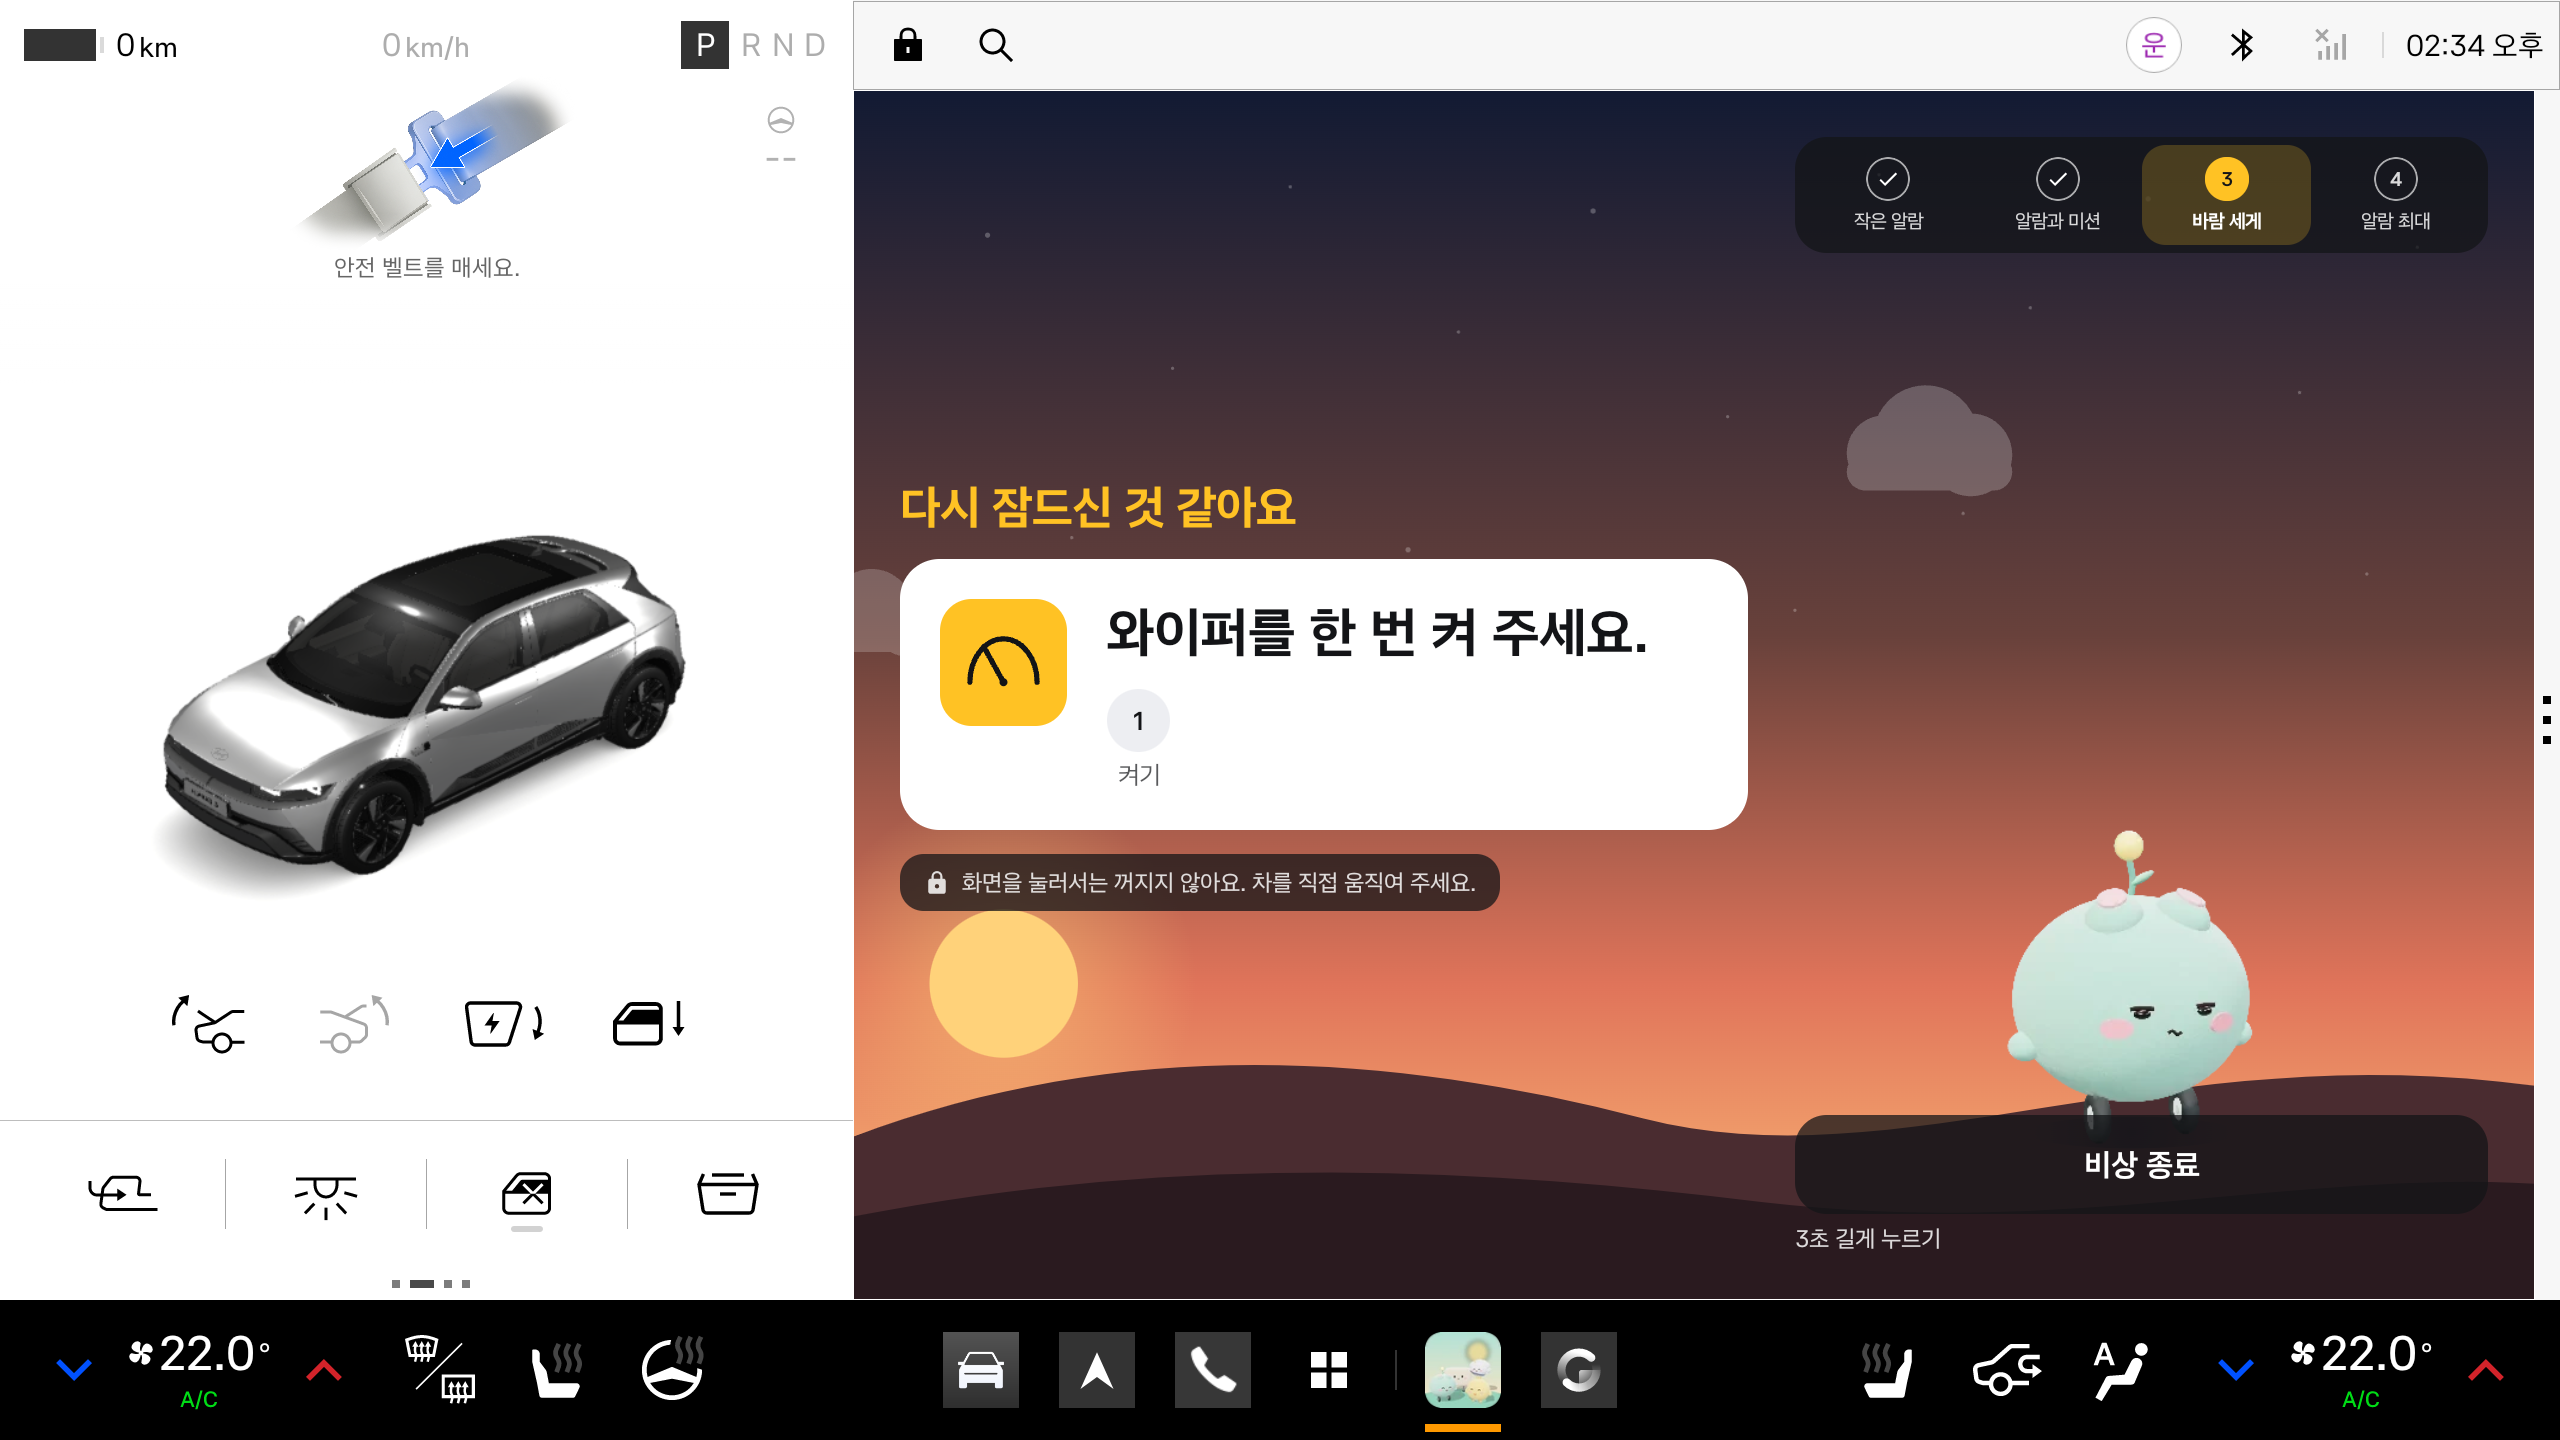 0 km
0 km/h
P R N D
운
02:34 오후
안전 벨트를 매세요.
작은 알람
알람과 미션
3
바람 세게
4
알람 최대
다시 잠드신 것 같아요
와이퍼를 한 번 켜 주세요.
1
켜기
화면을 눌러서는 꺼지지 않아요. 차를 직접 움직여 주세요.
비상 종료
3초 길게 누르기
22.0°
A/C
A
22.0°
A/C